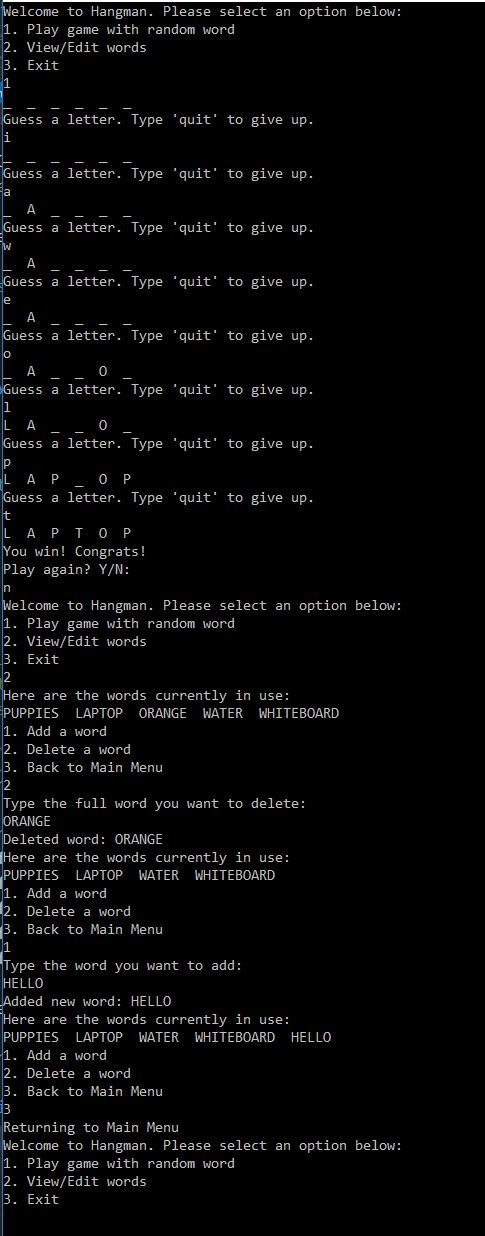 Welcome to Hangman. Please select an option below:
1. Play game with random word
2. View/Edit words
3. Exit
1
_ _ _ _ _ _
Guess a letter. Type 'quit' to give up.
i
_ _ _ _ _ _
Guess a letter. Type 'quit' to give up.
a
_ A _ _ _ _
Guess a letter. Type 'quit' to give up.
w
_ A _ _ _ _
Guess a letter. Type 'quit' to give up.
e
_ A _ _ _ _
Guess a letter. Type 'quit' to give up.
o
_ A _ _ O _
Guess a letter. Type 'quit' to give up.
l
L A _ _ O _
Guess a letter. Type 'quit' to give up.
p
L A P _ O P
Guess a letter. Type 'quit' to give up.
t
L A P T O P
You win! Congrats!
Play again? Y/N:
n
Welcome to Hangman. Please select an option below:
1. Play game with random word
2. View/Edit words
3. Exit
2
Here are the words currently in use:
PUPPIES LAPTOP ORANGE WATER WHITEBOARD
1. Add a word
2. Delete a word
3. Back to Main Menu
2
Type the full word you want to delete:
ORANGE
Deleted word: ORANGE
Here are the words currently in use:
PUPPIES LAPTOP WATER WHITEBOARD
1. Add a word
2. Delete a word
3. Back to Main Menu
1
Type the word you want to add:
HELLO
Added new word: HELLO
Here are the words currently in use:
PUPPIES LAPTOP WATER WHITEBOARD HELLO
1. Add a word
2. Delete a word
3. Back to Main Menu
3
Returning to Main Menu
Welcome to Hangman. Please select an option below:
1. Play game with random word
2. View/Edit words
3. Exit